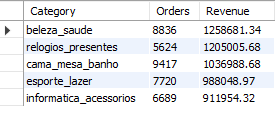 Category Orders Revenue
beleza_saude 8836 1258681.34
relogios_presentes 5624 1205005.68
cama_mesa_banho 9417 1036988.68
esporte_lazer 7720 988048.97
informatica_acessorios 6689 911954.32